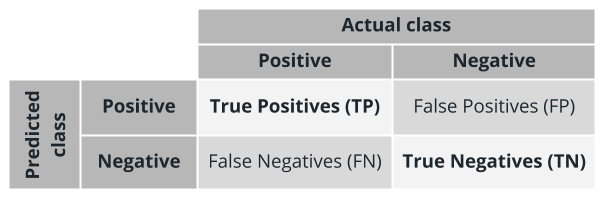 Actual class
Positive Negative
Predicted
class
Positive True Positives (TP) False Positives (FP)
Negative False Negatives (FN) True Negatives (TN)